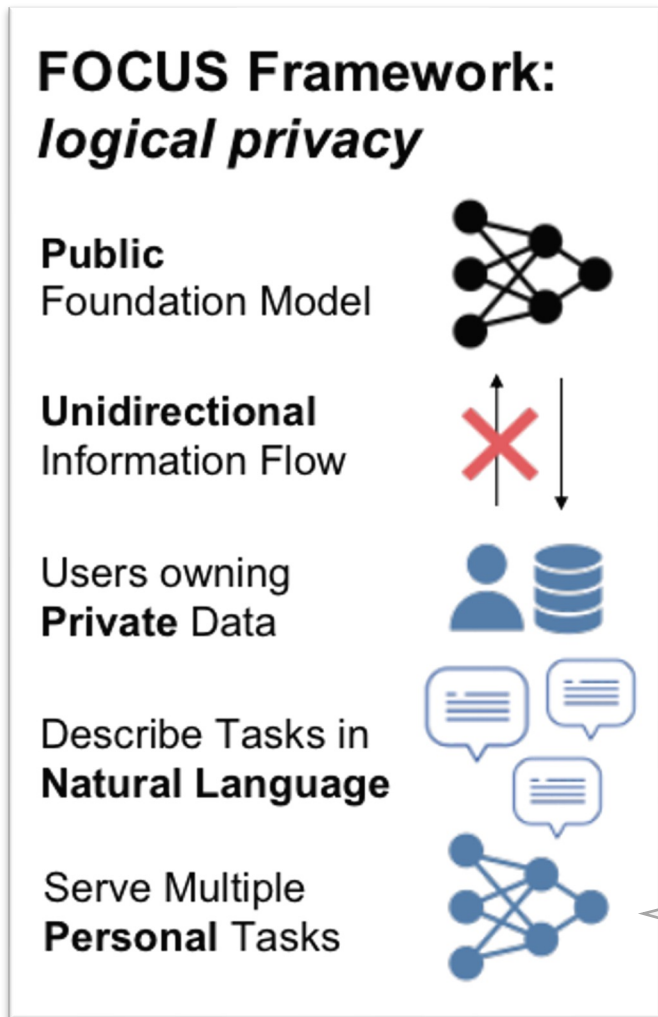 FOCUS Framework:
logical privacy
Public
Foundation Model
Unidirectional
Information Flow
Users owning
Private Data
Describe Tasks in
Natural Language
Serve Multiple
Personal Tasks